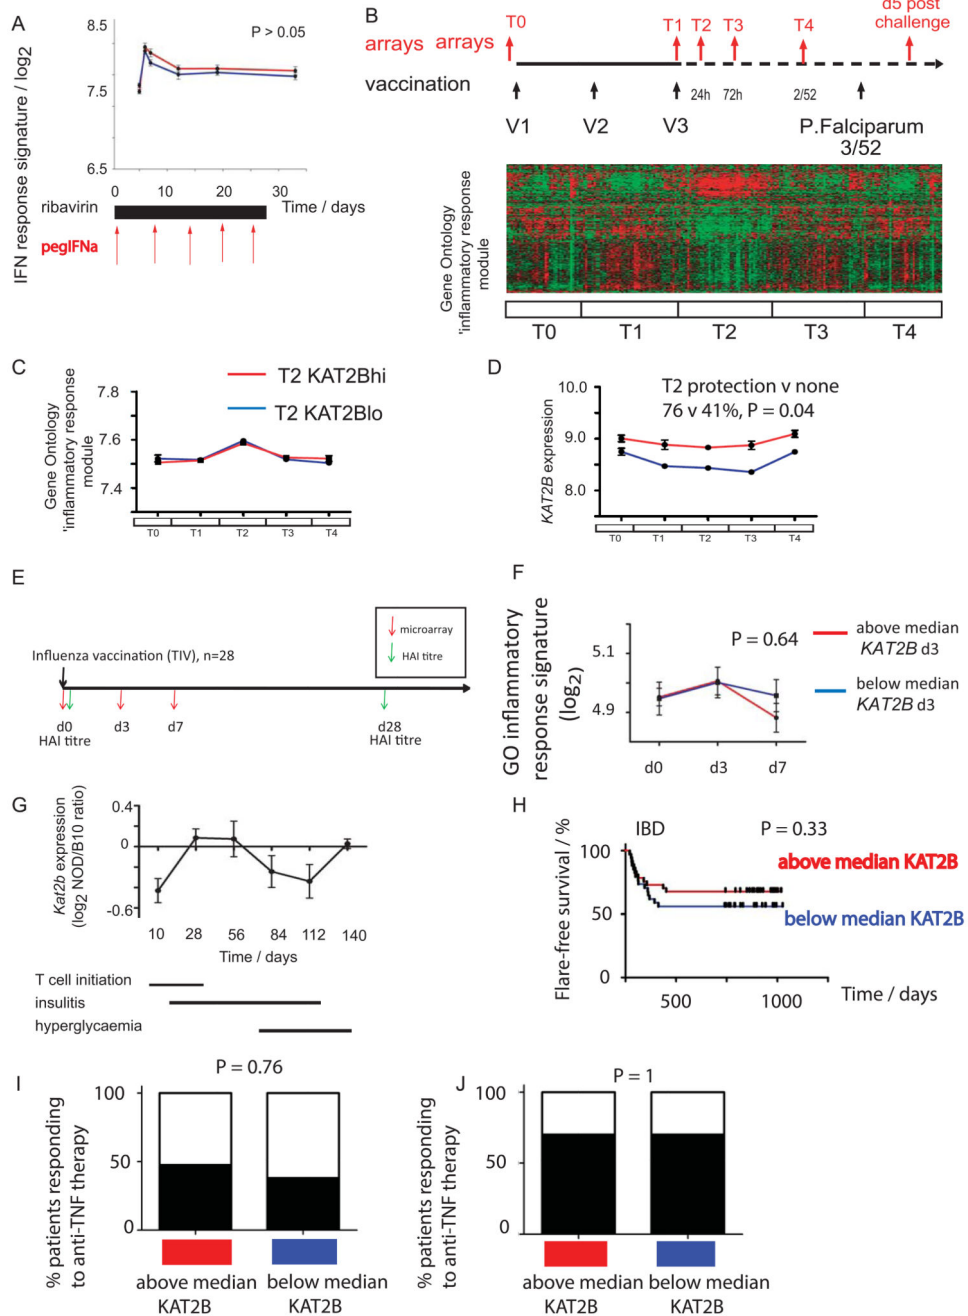 A
IFN response signature / log2
8.5
7.5
6.5
P > 0.05
0
10
20
30
Time / days
ribavirin
pegIFNa
B
T0
T1
T2
T3
T4
d5 post
challenge
arrays
arrays
vaccination
24h
72h
2/52
V1
V2
V3
P.Falciparum
3/52
Gene Ontology
'inflammatory response
module
T0
T1
T2
T3
T4
C
Gene Ontology
'inflammatory response
module
7.8
7.6
7.4
T2 KAT2Bhi
T2 KAT2Blo
T0
T1
T2
T3
T4
D
KAT2B expression
10.0
9.0
8.0
T2 protection v none
76 v 41%, P = 0.04
T0
T1
T2
T3
T4
E
microarray
HAI titre
Influenza vaccination (TIV), n=28
d0
d3
d7
d28
HAI titre
HAI titre
F
GO inflammatory
response signature
(log2)
5.1
4.9
P = 0.64
above median
KAT2B d3
below median
KAT2B d3
d0
d3
d7
G
Kat2b expression
(log2 NOD/B10 ratio)
0.4
0
-0.6
10
28
56
84
112
140
Time / days
T cell initiation
insulitis
hyperglycaemia
H
Flare-free survival / %
100
50
0
IBD
P = 0.33
above median KAT2B
below median KAT2B
500
1000
Time / days
I
P = 0.76
% patients responding
to anti-TNF therapy
100
50
0
above median
KAT2B
below median
KAT2B
J
P = 1
% patients responding
to anti-TNF therapy
100
50
0
above median
KAT2B
below median
KAT2B